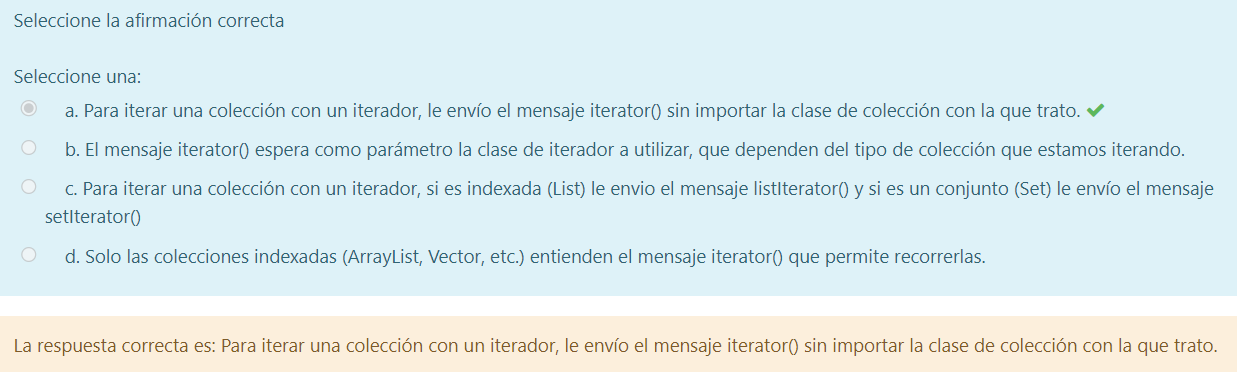 Seleccione la afirmación correcta
Seleccione una:
a. Para iterar una colección con un iterador, le envío el mensaje iterator() sin importar la clase de colección con la que trato.
b. El mensaje iterator() espera como parámetro la clase de iterador a utilizar, que dependen del tipo de colección que estamos iterando.
c. Para iterar una colección con un iterador, si es indexada (List) le envio el mensaje listIterator() y si es un conjunto (Set) le envío el mensaje
setIterator()
d. Solo las colecciones indexadas (ArrayList, Vector, etc.) entienden el mensaje iterator() que permite recorrerlas.
La respuesta correcta es: Para iterar una colección con un iterador, le envío el mensaje iterator() sin importar la clase de colección con la que trato.